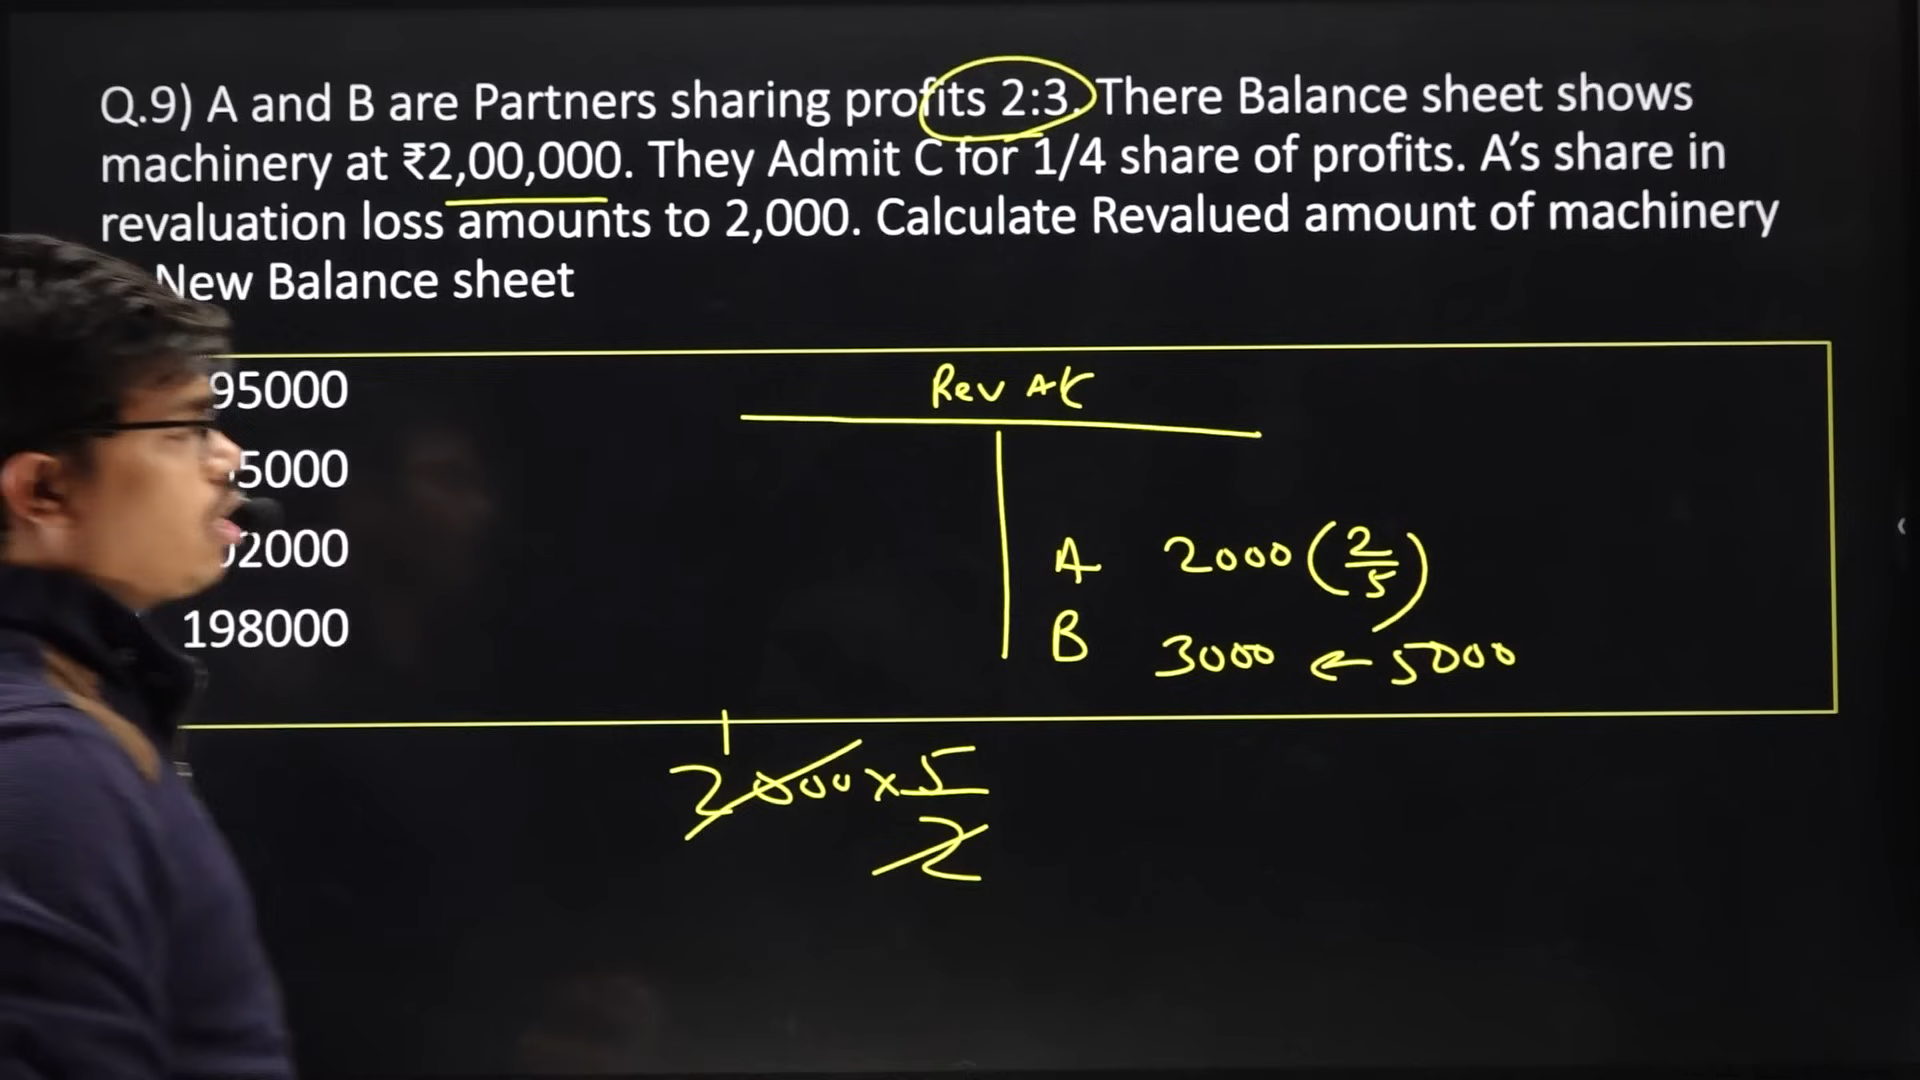 Q.9) A and B are Partners sharing profits 2:3. There Balance sheet shows
machinery at ₹2,00,000. They Admit C for 1/4 share of profits. A’s share in
revaluation loss amounts to 2,000. Calculate Revalued amount of machinery
New Balance sheet
95000
5000
2000
198000
Rev A/c
A 2000 (2/5)
B 3000 ← 5000
2000 x 5/2